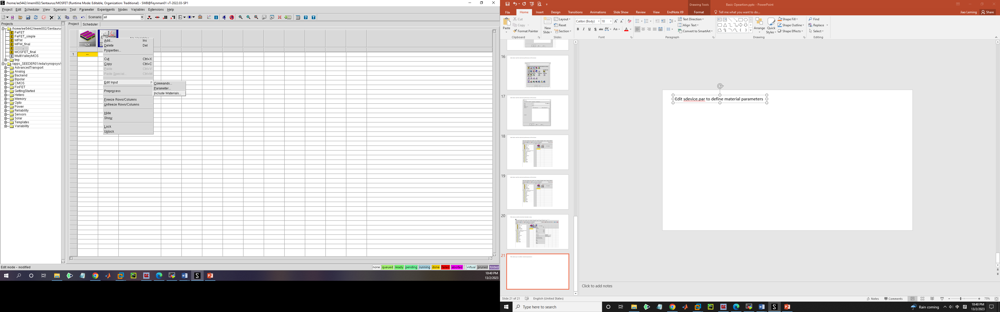 /home/ee5442/imem002/Sentaurus/MOSFET (Runtime Mode: Editable, Organization: Traditional) - SWB@Feynman01 vT-2022.03-SP1
Project Edit Scheduler View Scenario Tool Parameter Experiments Nodes Variables Extensions Help
Scenario: all
Projects
Project Scheduler
/home/ee5442/imem002/Sentaurus
FeFET
FeFET_simple
MFM
MFM_final
MOSFET_final
MultiValleyMOS
tmp
/apps_SEEDER01/eda/synopsys/s
AdvancedTransport
Analog
Backend
Bipolar
CMOS
FinFET
GettingStarted
Hetero
Memory
Opto
Power
Reliability
Sensors
Solar
Templates
Variability
SDE
1 --
Add... Ins
Delete Del
Properties...
Cut Ctrl+X
Copy Ctrl+C
Paste Ctrl+V
Paste Special... Ctrl+M
Edit Input
Preprocess
Freeze Rows/Columns
Unfreeze Rows/Columns
Hide
Show
Lock
Unlock
Commands...
Parameter...
Include Materials...
Edit mode - modified
none queued ready pending running done failed aborted virtual pruned folded
10:40 PM
13/2/2023
Drawing Tools
Basic Opeartion.pptx - PowerPoint
File Home Insert Design Transitions Animations Slide Show Review View EndNote X9 Format Tell me what you want to do...
Jiao Leming Share
Paste
Cut
Copy
Format Painter
Clipboard
New Slide
Layout
Reset
Section
Slides
Calibri (Body) 18
Font
Text Direction
Align Text
Convert to SmartArt
Paragraph
Arrange
Quick Styles
Shape Fill
Shape Outline
Shape Effects
Drawing
Find
Replace
Select
Editing
16
17
18
19
20
21
Edit sdevice.par to define material parameters
Click to add notes
Slide 21 of 21 English (United States)
Notes Comments 75%
Type here to search
Rain coming
中
10:40 PM
13/2/2023